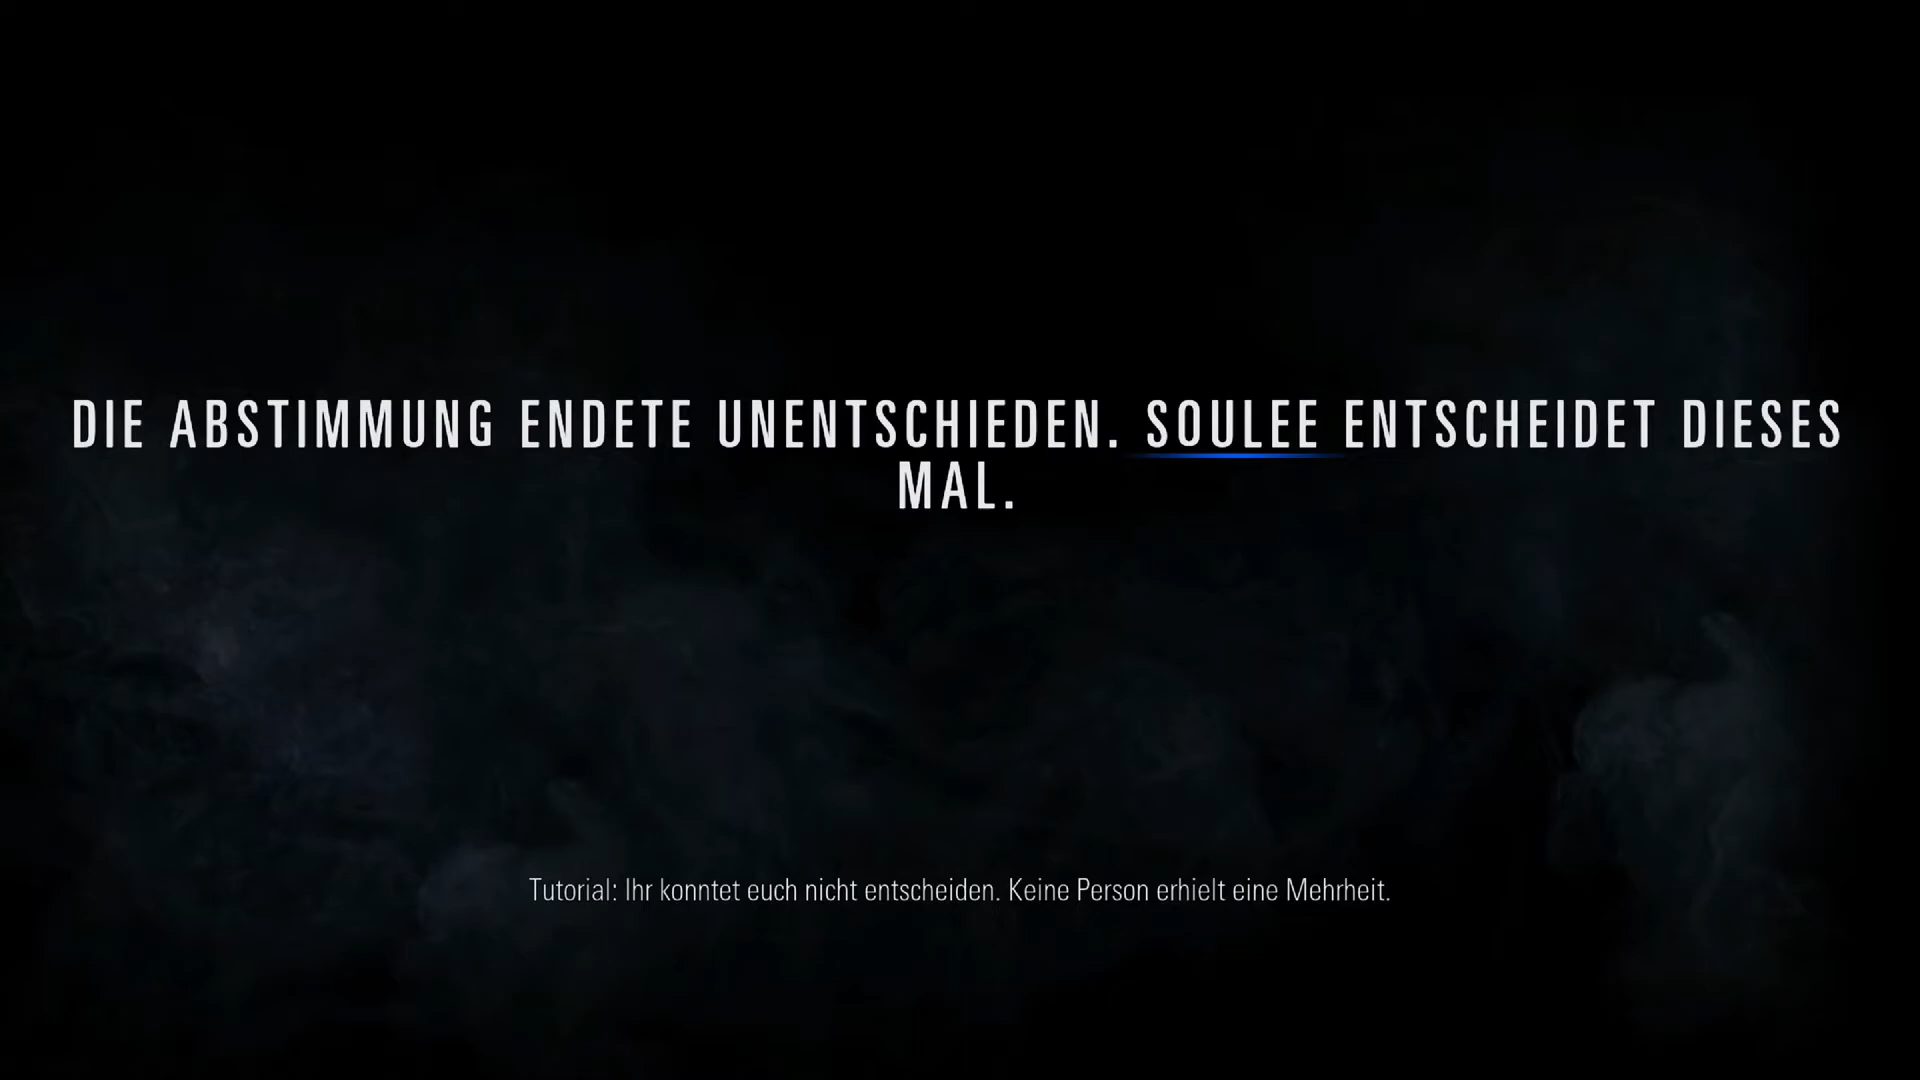 DIE ABSTIMMUNG ENDETE UNENTSCHIEDEN. SOULEE ENTSCHEIDET DIESES
MAL.
Tutorial: Ihr konntet euch nicht entscheiden. Keine Person erhielt eine Mehrheit.